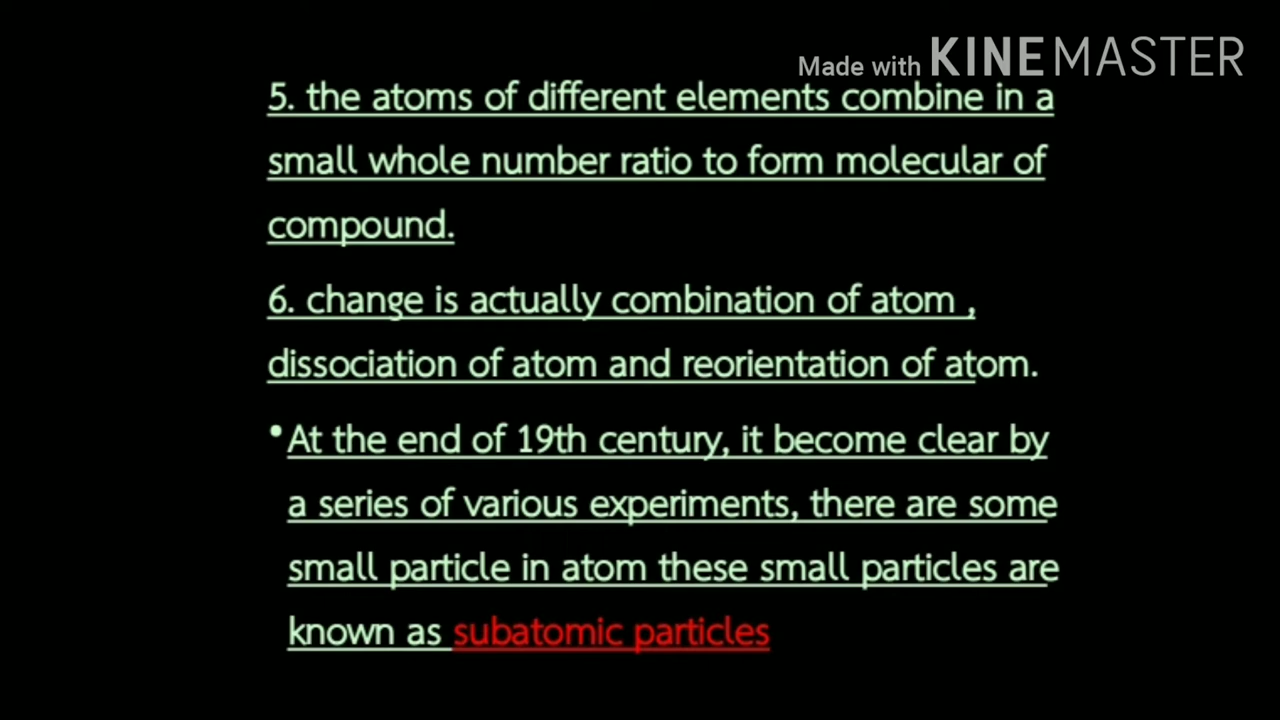 Made with KINEMASTER
5. the atoms of different elements combine in a
small whole number ratio to form molecular of
compound.
6. change is actually combination of atom ,
dissociation of atom and reorientation of atom.
•At the end of 19th century, it become clear by
a series of various experiments, there are some
small particle in atom these small particles are
known as subatomic particles